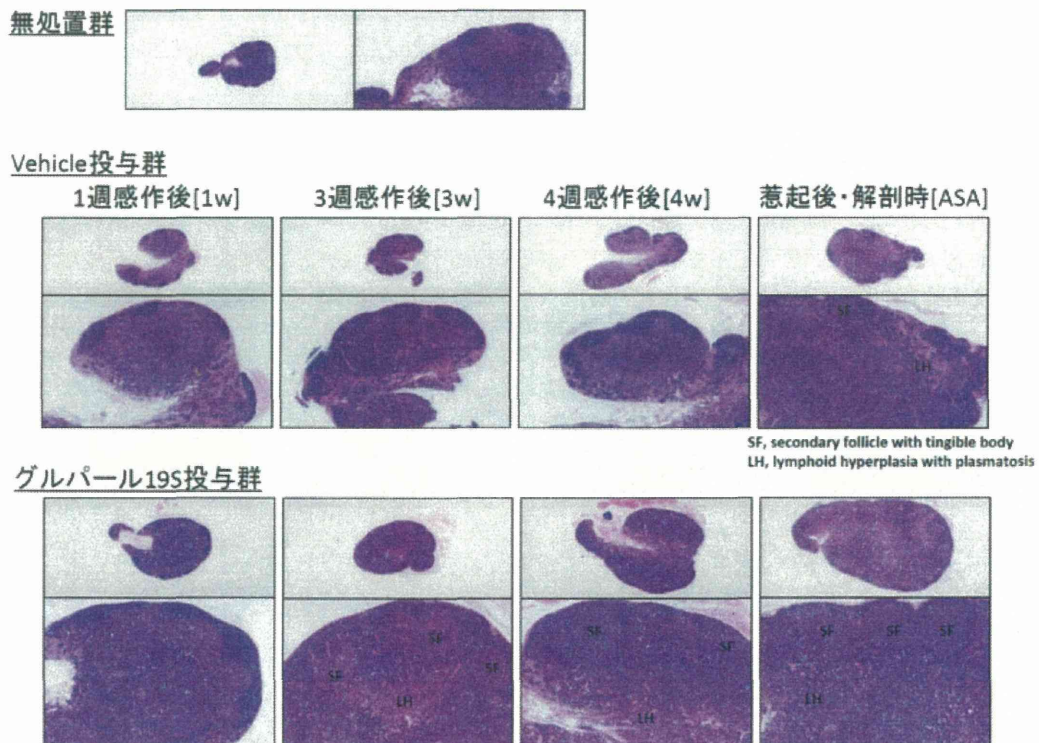 無処置群
Vehicle投与群
1週感作後[1w] 3週感作後[3w] 4週感作後[4w] 惹起後・解剖時[ASA]
SF
LH
SF, secondary follicle with tingible body
LH, lymphoid hyperplasia with plasmatosis
グルパール19S投与群
SF SF SF LH
SF SF LH
SF SF SF LH